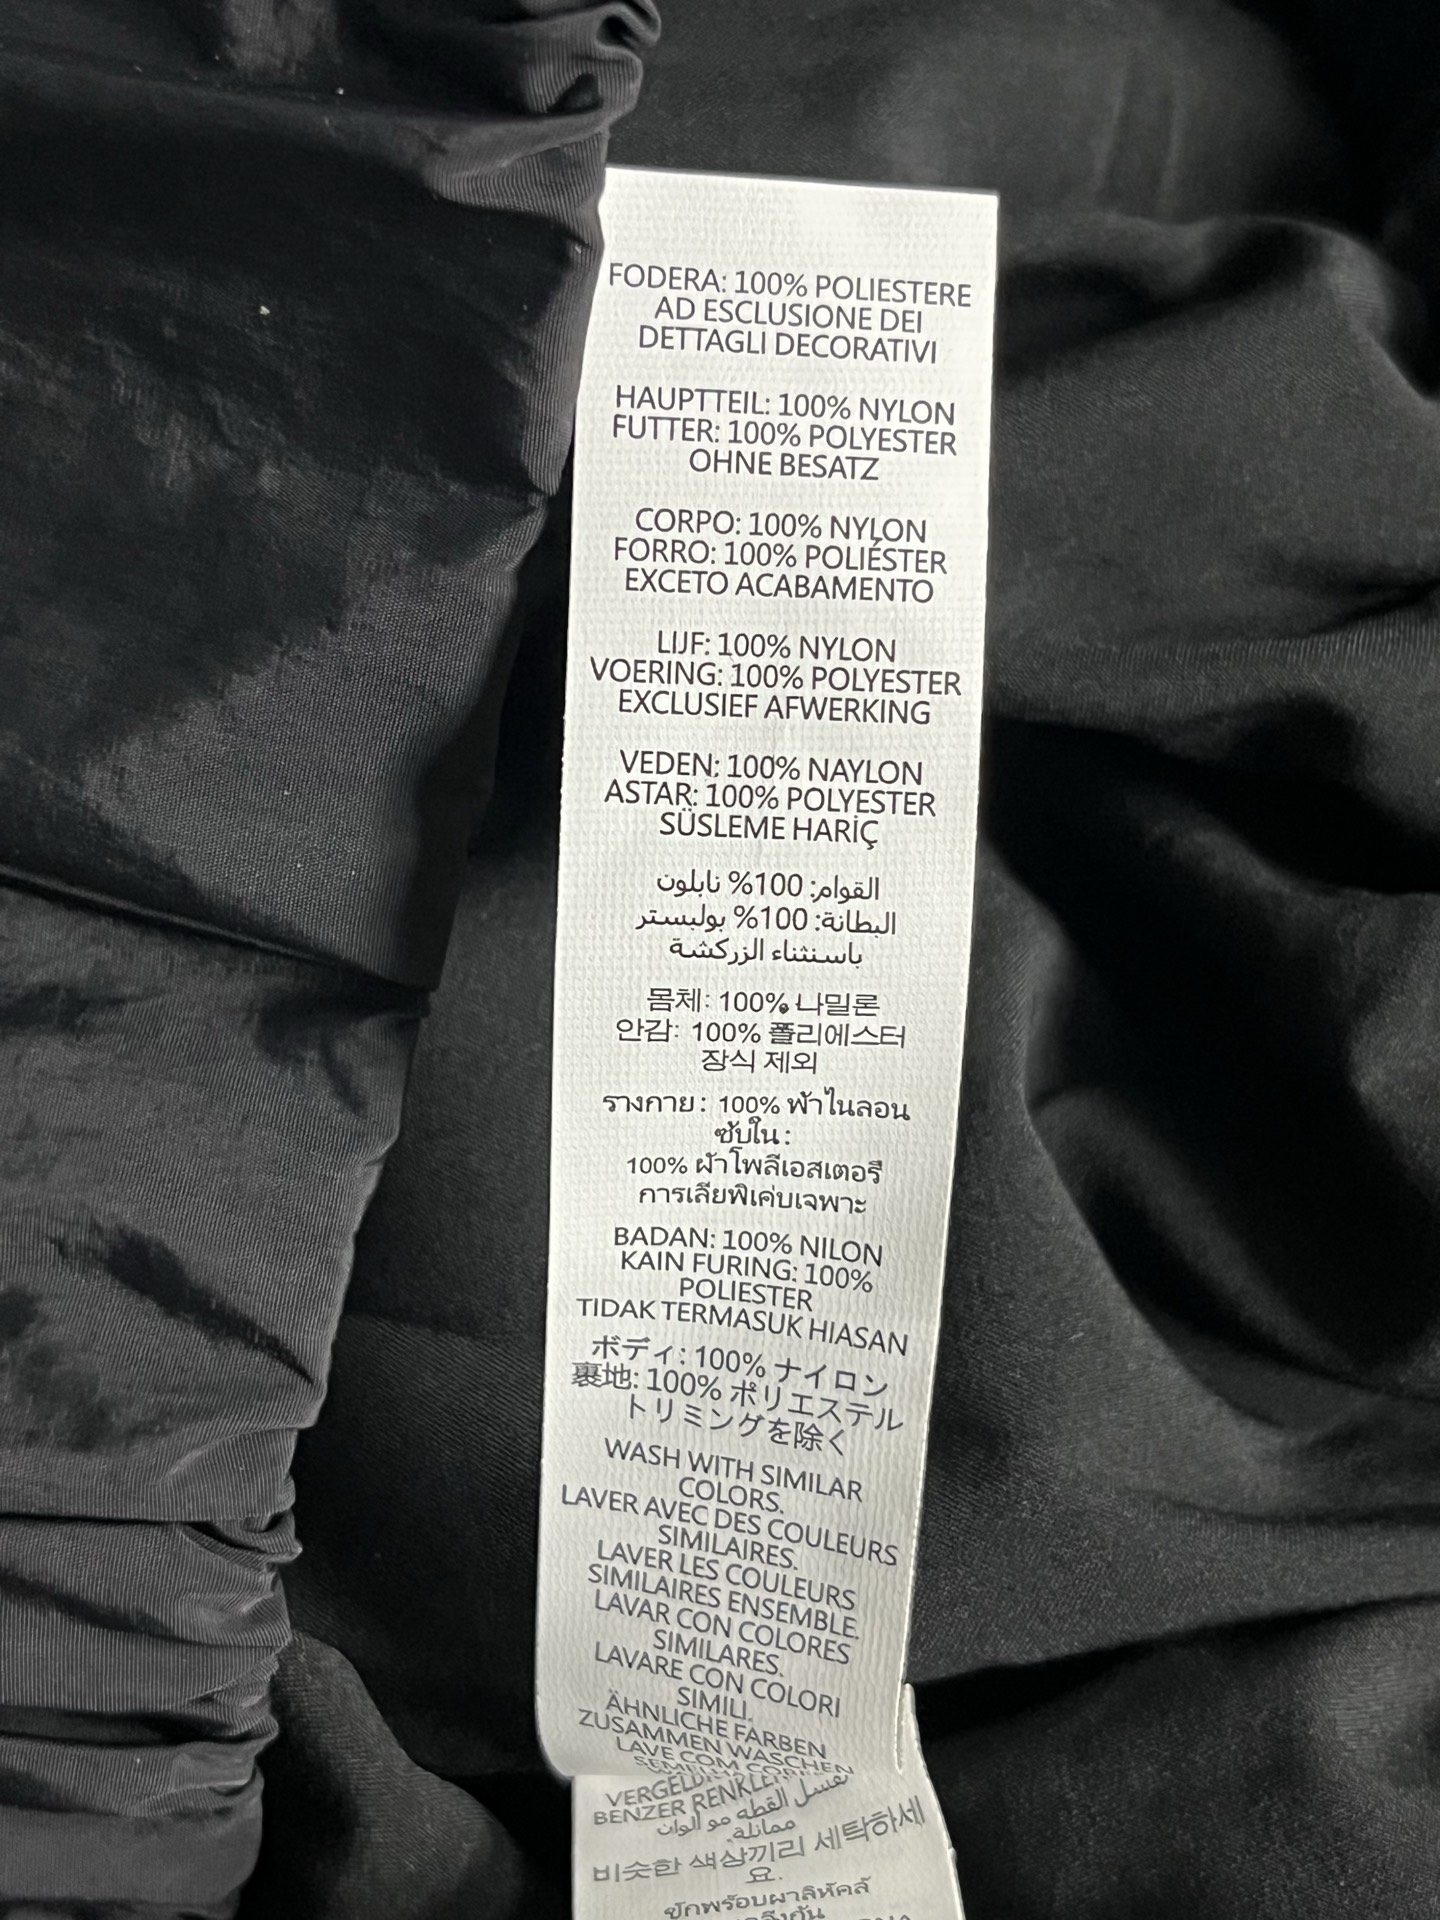 FODERA: 100% POLIESTERE
AD ESCLUSIONE DEI
DETTAGLI DECORATIVI
HAUPTTEIL: 100% NYLON
FUTTER: 100% POLYESTER
OHNE BESATZ
CORPO: 100% NYLON
FORRO: 100% POLIÉSTER
EXCETO ACABAMENTO
LIJF: 100% NYLON
VOERING: 100% POLYESTER
EXCLUSIEF AFWERKING
VEDEN: 100% NAYLON
ASTAR: 100% POLYESTER
SÜSLEME HARİÇ
القوام: 100% نابلون
البطانة: 100% بولبستر
باستثناء الزركشة
몸체: 100% 나밀론
안감: 100% 폴리에스터
장식 제외
รางกาย: 100% พ้าไนลอน
ซับใน:
100% ผ้าโพลีเอสเตอรี
การเลียพิเค่บเจพาะ
BADAN: 100% NILON
KAIN FURING: 100%
POLIESTER
TIDAK TERMASUK HIASAN
ボディ: 100% ナイロン
裏地: 100% ポリエステル
トリミングを除く
WASH WITH SIMILAR
COLORS.
LAVER AVEC DES COULEURS
SIMILAIRES.
LAVER LES COULEURS
SIMILAIRES ENSEMBLE.
LAVAR CON COLORES
SIMILARES.
LAVARE CON COLORI
SIMILI.
ÄHNLICHE FARBEN
ZUSAMMEN WASCHEN
LAVE COM
BENZER RENKLE
비슷한 색상끼리 세탁하세
요.